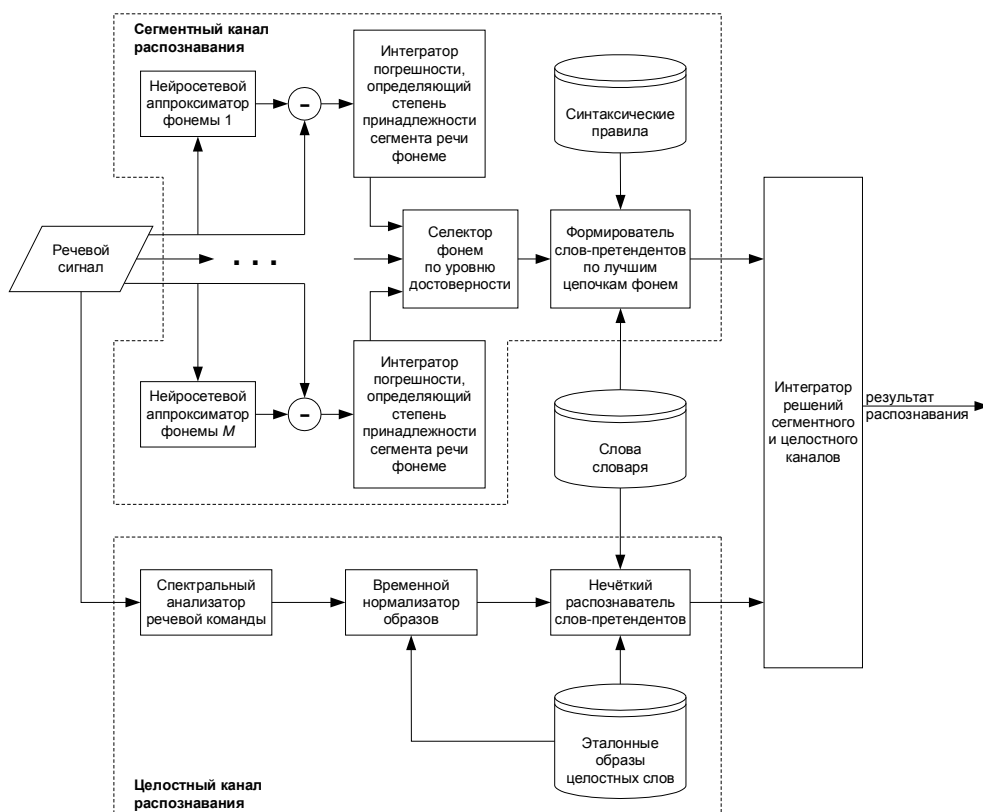 Сегментный канал
распознавания
Нейросетевой
аппроксиматор
фонемы 1
–
Интегратор
погрешности,
определяющий
степень
принадлежности
сегмента речи
фонеме
Синтаксические
правила
Речевой
сигнал
. . .
Селектор
фонем
по уровню
достоверности
Формирователь
слов-претендентов
по лучшим
цепочкам фонем
Нейросетевой
аппроксиматор
фонемы M
–
Интегратор
погрешности,
определяющий
степень
принадлежности
сегмента речи
фонеме
Слова
словаря
Интегратор
решений
сегментного
и целостного
каналов
результат
распознавания
Спектральный
анализатор
речевой команды
Временной
нормализатор
образов
Нечёткий
распознаватель
слов-претендентов
Эталонные
образы
целостных слов
Целостный канал
распознавания